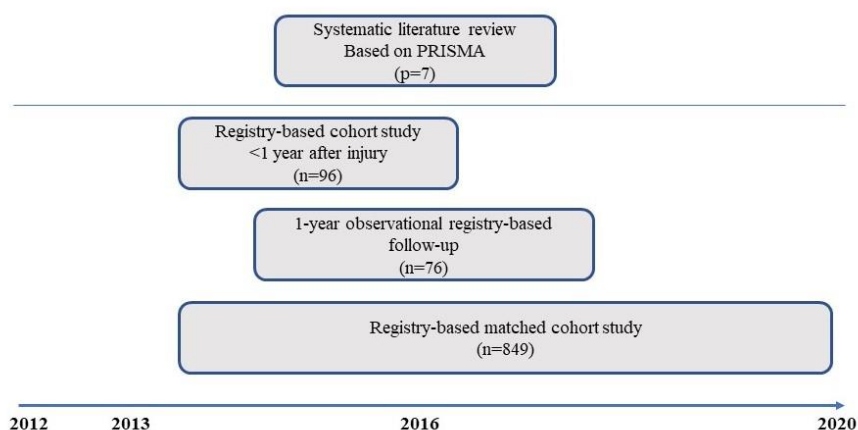 Systematic literature review
Based on PRISMA
(p=7)
Registry-based cohort study
<1 year after injury
(n=96)
1-year observational registry-based
follow-up
(n=76)
Registry-based matched cohort study
(n=849)
2012 2013 2016 2020